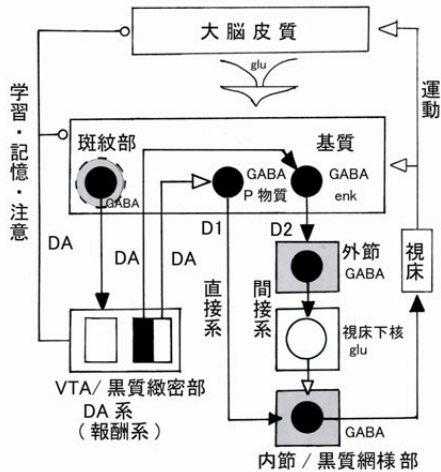 大脳皮質
glu
学習・記憶・注意
運動
斑紋部
基質
GABA
GABA
P 物質
GABA
enk
DA
DA
DA
D1
D2
直接系
間接系
外節
GABA
視床
視床下核
glu
VTA/ 黒質緻密部
DA 系
(報酬系)
GABA
内節 / 黒質網様部